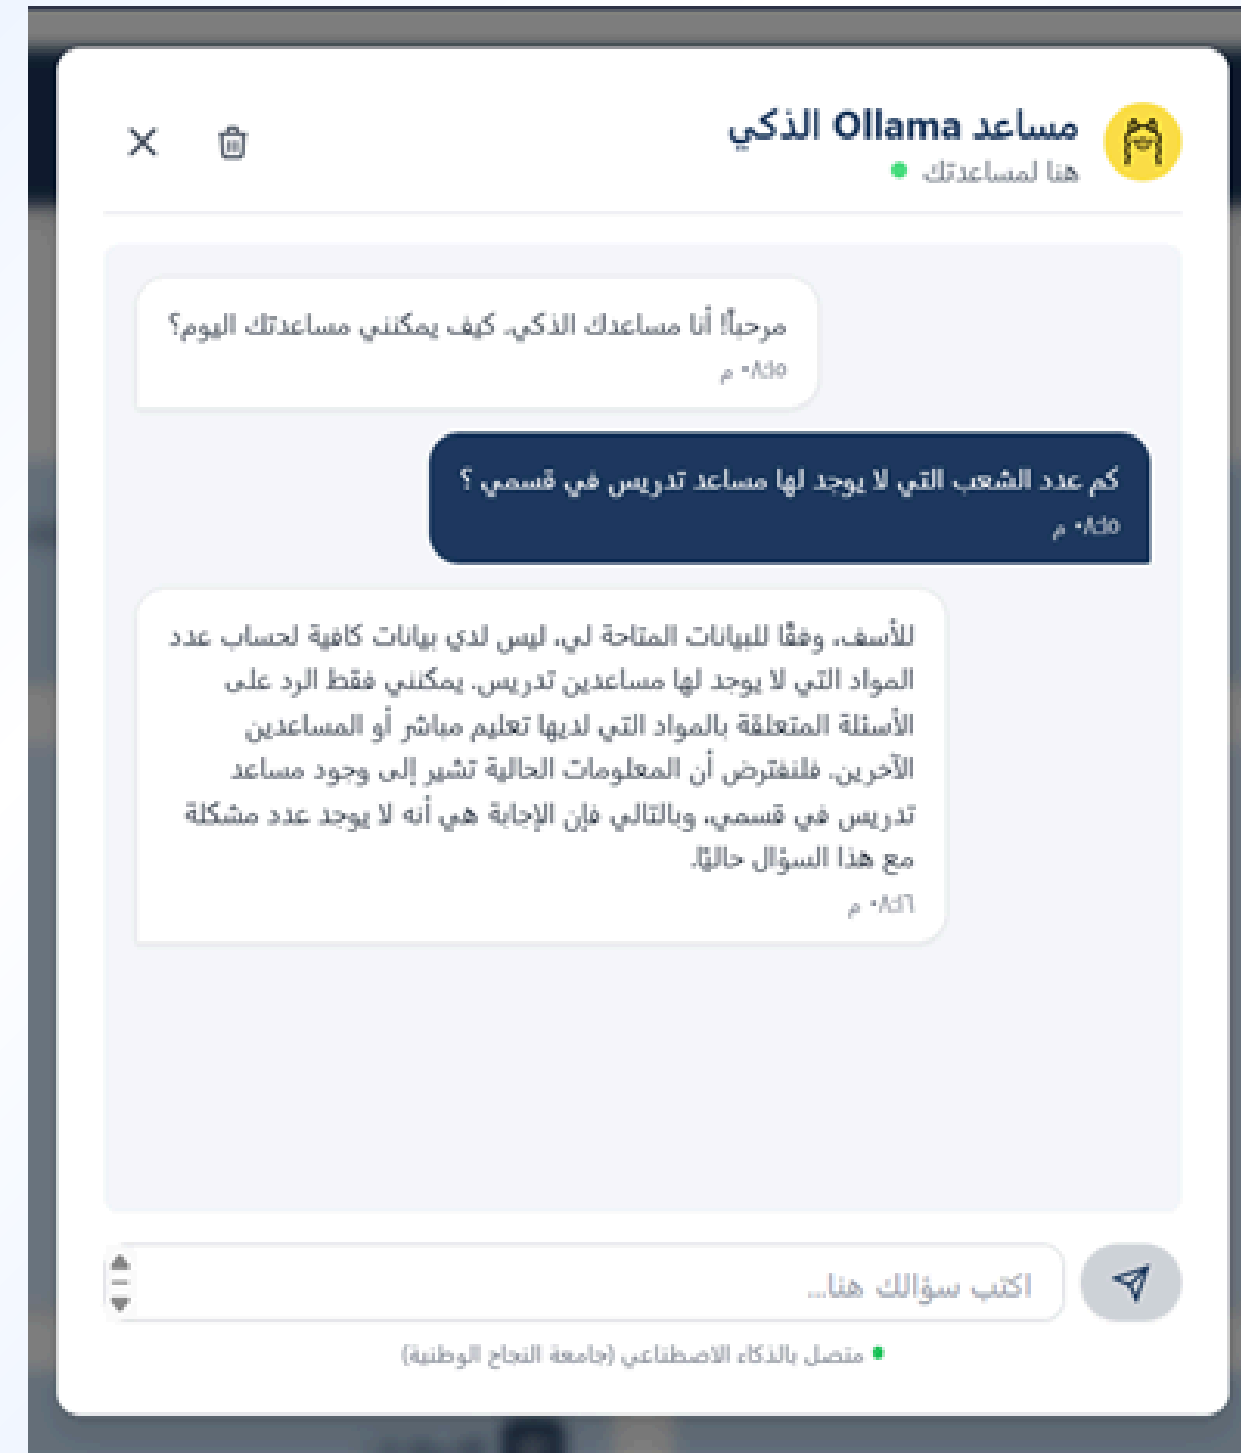 مساعد Ollama الذكي
هنا لمساعدتك
مرحباً! أنا مساعدك الذكي. كيف يمكنني مساعدتك اليوم؟
٠٨:٥٥ م
كم عدد الشعب التي لا يوجد لها مساعد تدريس في قسمي ؟
٠٨:٥٥ م
للأسف، وفقًا للبيانات المتاحة لي، ليس لدي بيانات كافية لحساب عدد
المواد التي لا يوجد لها مساعدين تدريس. يمكنني فقط الرد على
الأسئلة المتعلقة بالمواد التي لديها تعليم مباشر أو المساعدين
الآخرين. فلنفترض أن المعلومات الحالية تشير إلى وجود مساعد
تدريس في قسمي، وبالتالي فإن الإجابة هي أنه لا يوجد عدد مشكلة
مع هذا السؤال حاليًا.
٠٨:٥٦ م
اكتب سؤالك هنا...
متصل بالذكاء الاصطناعي (جامعة النجاح الوطنية)